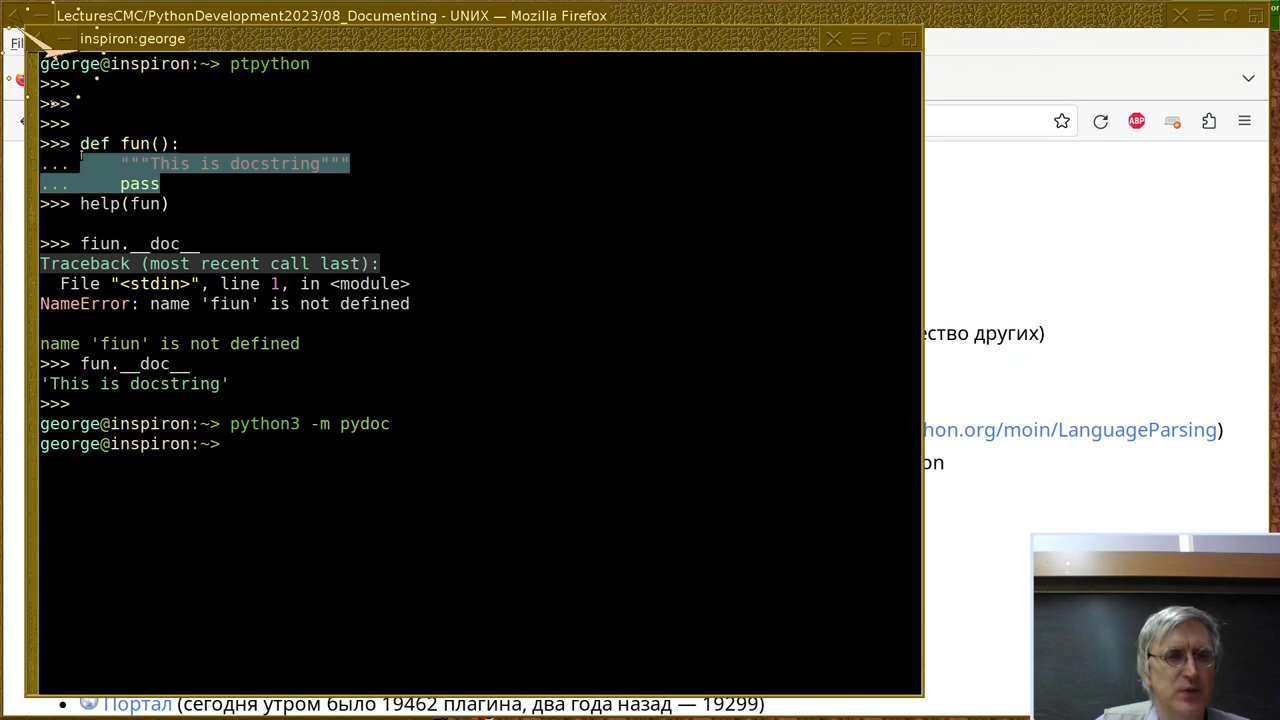 LecturesCMC/PythonDevelopment2023/08_Documenting - UNИX — Mozilla Firefox
inspiron:george
Fil
george@inspiron:~> ptpython
>>>
>>>
>>>
>>> def fun():
...     """This is docstring"""
...     pass
>>> help(fun)
>>> fiun.__doc__
Traceback (most recent call last):
  File "<stdin>", line 1, in <module>
NameError: name 'fiun' is not defined
name 'fiun' is not defined
>>> fun.__doc__
'This is docstring'
>>>
george@inspiron:~> python3 -m pydoc
george@inspiron:~>
ABP
ество других)
hon.org/moin/LanguageParsing)
on
Портал (сегодня утром было 19462 плагина, два года назад — 19299)